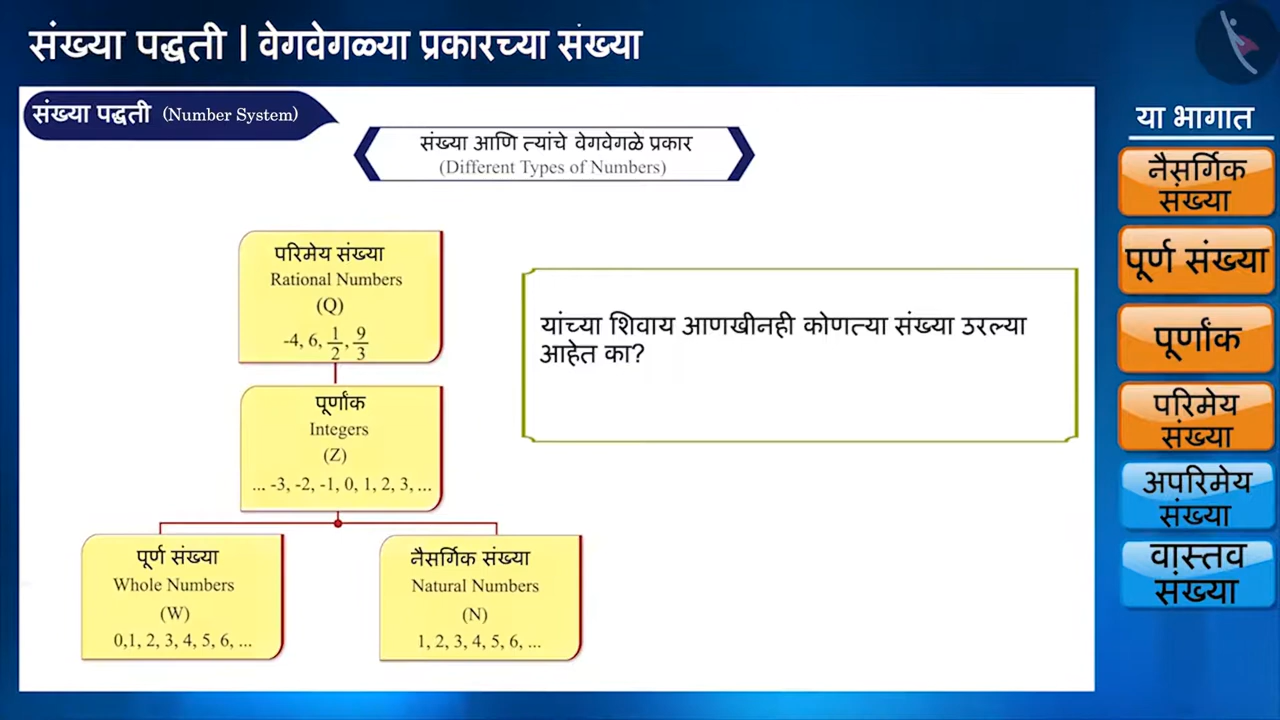 संख्या पद्धती | वेगवेगळ्या प्रकारच्या संख्या
संख्या पद्धती (Number System)
संख्या आणि त्यांचे वेगवेगळे प्रकार
(Different Types of Numbers)
परिमेय संख्या
Rational Numbers
(Q)
-4, 6, 1/2, 9/3
पूर्णांक
Integers
(Z)
... -3, -2, -1, 0, 1, 2, 3, ...
पूर्ण संख्या
Whole Numbers
(W)
0,1, 2, 3, 4, 5, 6, ...
नैसर्गिक संख्या
Natural Numbers
(N)
1, 2, 3, 4, 5, 6, ...
यांच्या शिवाय आणखीनही कोणत्या संख्या उरल्या
आहेत का?
या भागात
नैसर्गिक
संख्या
पूर्ण संख्या
पूर्णांक
परिमेय
संख्या
अपरिमेय
संख्या
वास्तव
संख्या